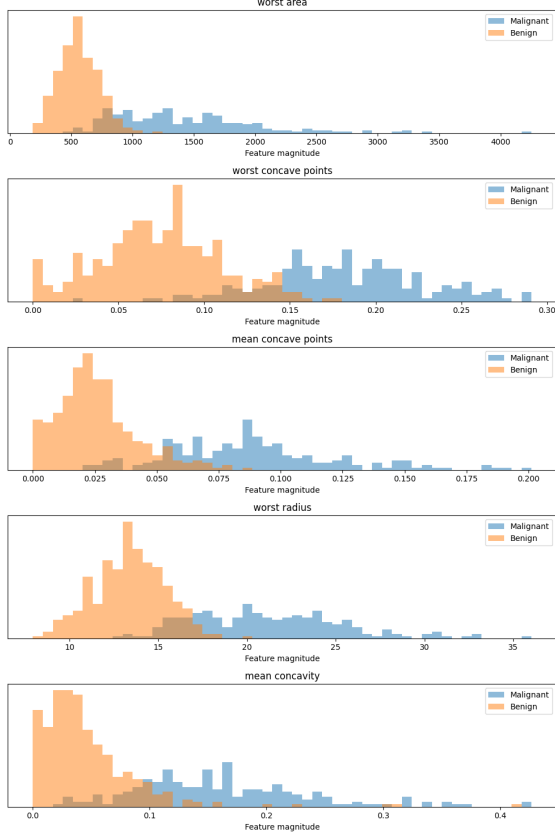 worst area
Malignant
Benign
0 500 1000 1500 2000 2500 3000 3500 4000
Feature magnitude
worst concave points
Malignant
Benign
0.00 0.05 0.10 0.15 0.20 0.25 0.30
Feature magnitude
mean concave points
Malignant
Benign
0.000 0.025 0.050 0.075 0.100 0.125 0.150 0.175 0.200
Feature magnitude
worst radius
Malignant
Benign
10 15 20 25 30 35
Feature magnitude
mean concavity
Malignant
Benign
0.0 0.1 0.2 0.3 0.4
Feature magnitude